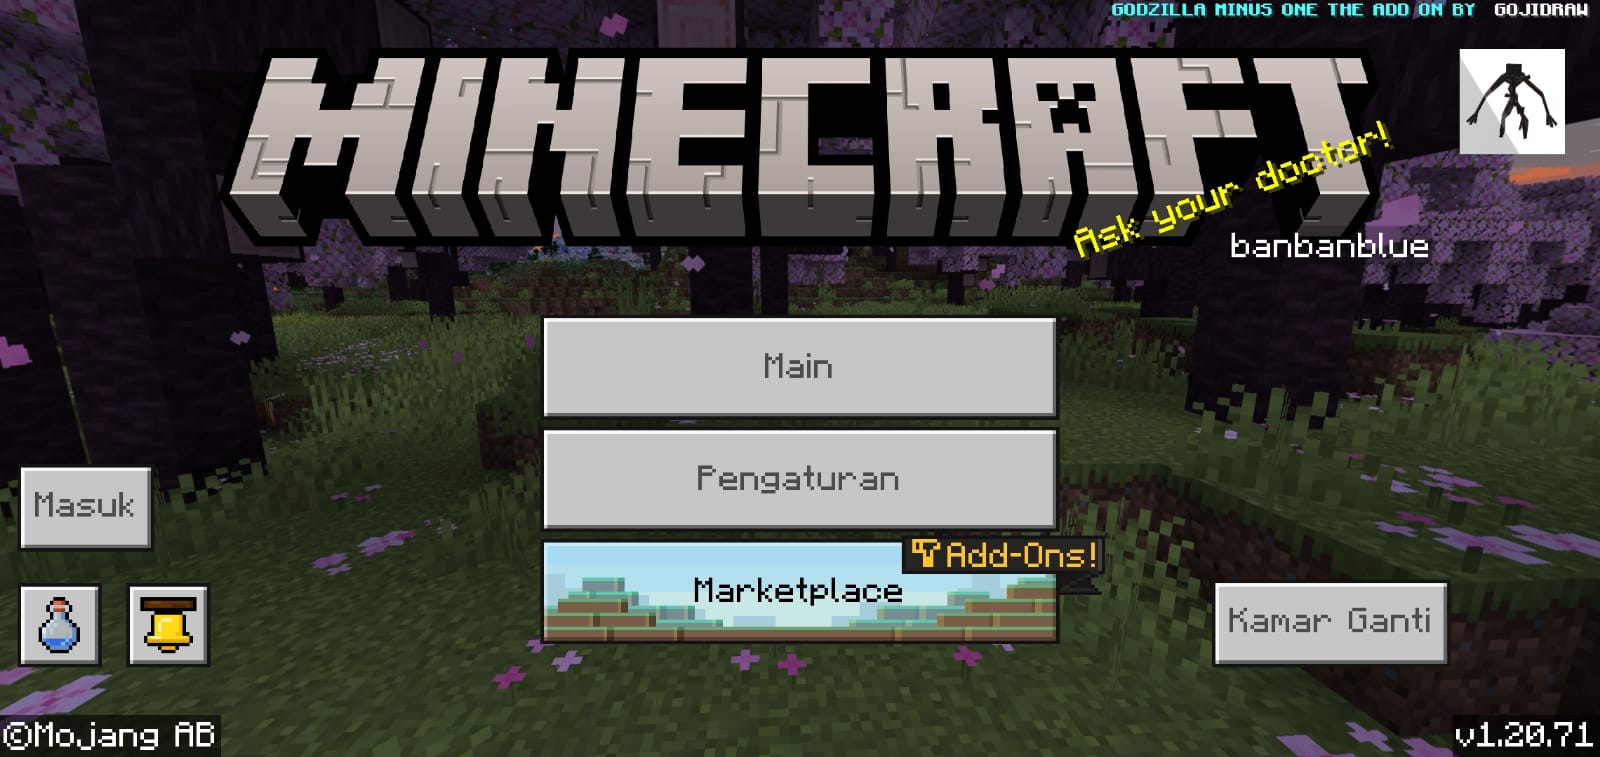 GODZILLA MINUS ONE THE ADD ON BY GOJIDRAW
MINECRAFT
Ask your doctor!
banbanblue
Main
Pengaturan
Masuk
Add-Ons!
Marketplace
Kamar Ganti
©Mojang AB
v1.20.71